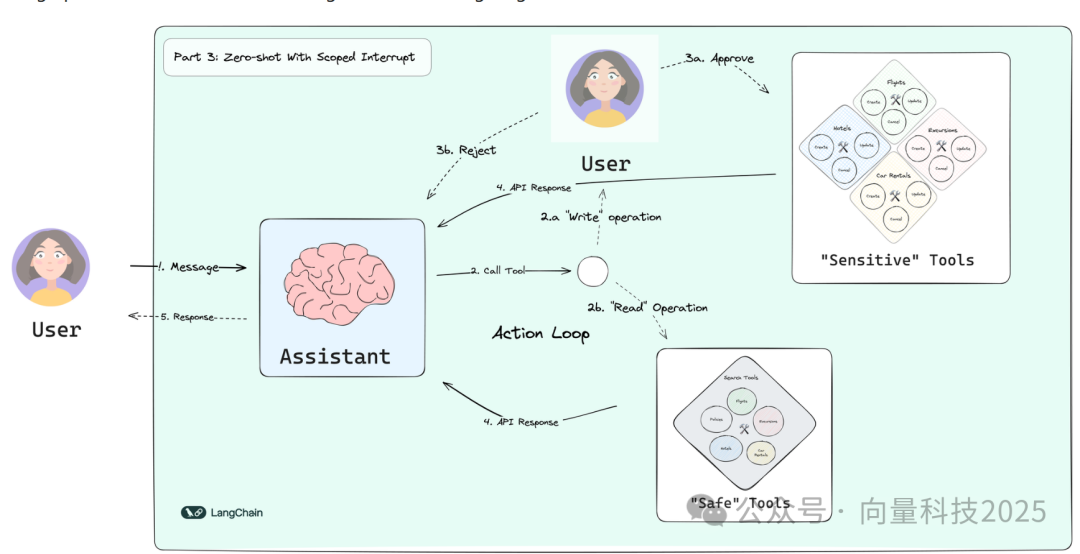 Part 3: Zero-shot With Scoped Interrupt
3a. Approve
3b. Reject
User
4. API Response
2.a "Write" operation
Flights
Create
Update
Cancel
Hotels
Create
Update
Cancel
Excursions
Create
Update
Cancel
Car Rentals
Create
Update
Cancel
"Sensitive" Tools
1. Message
User
5. Response
Assistant
2. Call Tool
2b. "Read" Operation
Action Loop
4. API Response
Search Tools
Flights
Policies
Excursions
Hotels
Car
Rentals
"Safe" Tools
LangChain
公众号 · 向量科技2025